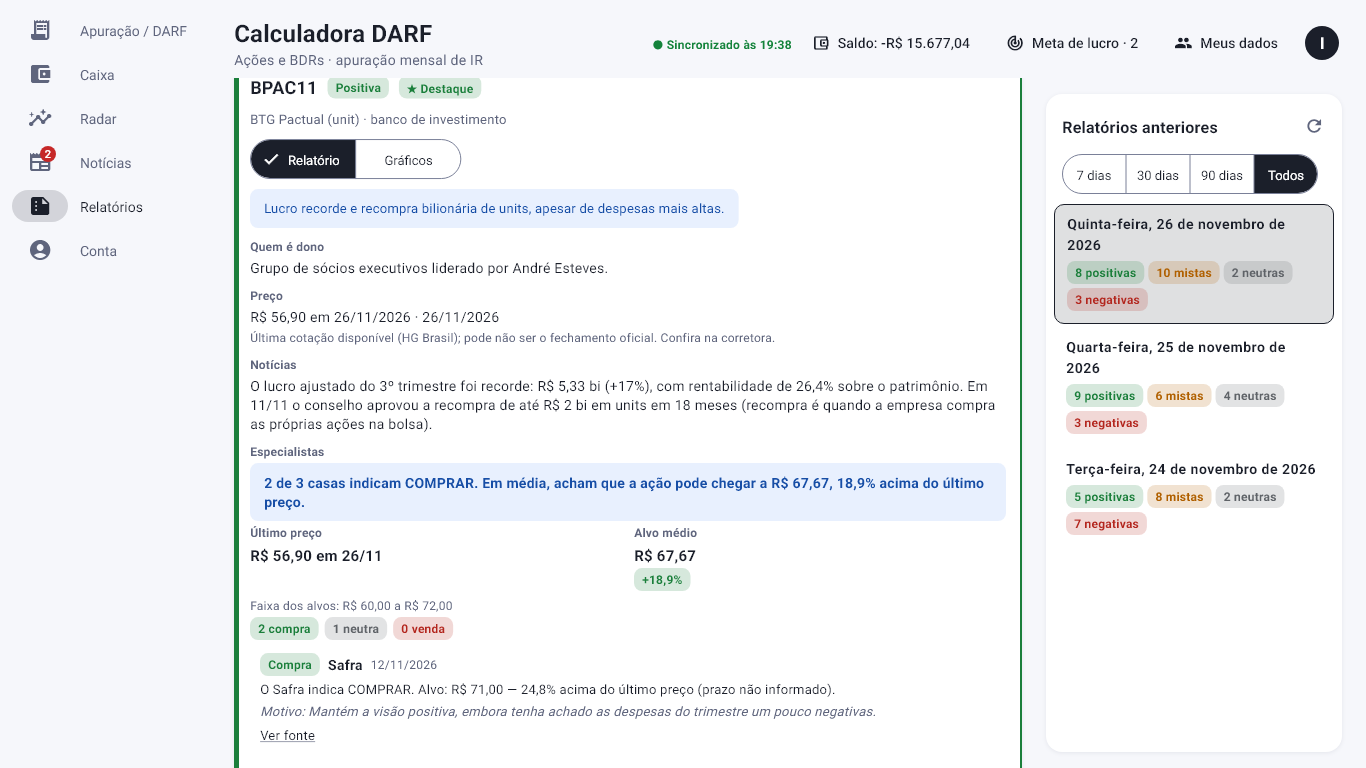 Apuração / DARF
Caixa
Radar
2
Notícias
Relatórios
Conta
Calculadora DARF
Ações e BDRs · apuração mensal de IR
Sincronizado às 19:38
Saldo: -R$ 15.677,04
Meta de lucro · 2
Meus dados
I
BPAC11
Positiva
★ Destaque
BTG Pactual (unit) · banco de investimento
Relatório
Gráficos
Lucro recorde e recompra bilionária de units, apesar de despesas mais altas.
Quem é dono
Grupo de sócios executivos liderado por André Esteves.
Preço
R$ 56,90 em 26/11/2026 · 26/11/2026
Última cotação disponível (HG Brasil); pode não ser o fechamento oficial. Confira na corretora.
Notícias
O lucro ajustado do 3º trimestre foi recorde: R$ 5,33 bi (+17%), com rentabilidade de 26,4% sobre o patrimônio. Em
11/11 o conselho aprovou a recompra de até R$ 2 bi em units em 18 meses (recompra é quando a empresa compra
as próprias ações na bolsa).
Especialistas
2 de 3 casas indicam COMPRAR. Em média, acham que a ação pode chegar a R$ 67,67, 18,9% acima do último
preço.
Último preço
R$ 56,90 em 26/11
Alvo médio
R$ 67,67
+18,9%
Faixa dos alvos: R$ 60,00 a R$ 72,00
2 compra
1 neutra
0 venda
Compra
Safra
12/11/2026
O Safra indica COMPRAR. Alvo: R$ 71,00 — 24,8% acima do último preço (prazo não informado).
Motivo: Mantém a visão positiva, embora tenha achado as despesas do trimestre um pouco negativas.
Ver fonte
Relatórios anteriores
7 dias
30 dias
90 dias
Todos
Quinta-feira, 26 de novembro de
2026
8 positivas
10 mistas
2 neutras
3 negativas
Quarta-feira, 25 de novembro de
2026
9 positivas
6 mistas
4 neutras
3 negativas
Terça-feira, 24 de novembro de 2026
5 positivas
8 mistas
2 neutras
7 negativas